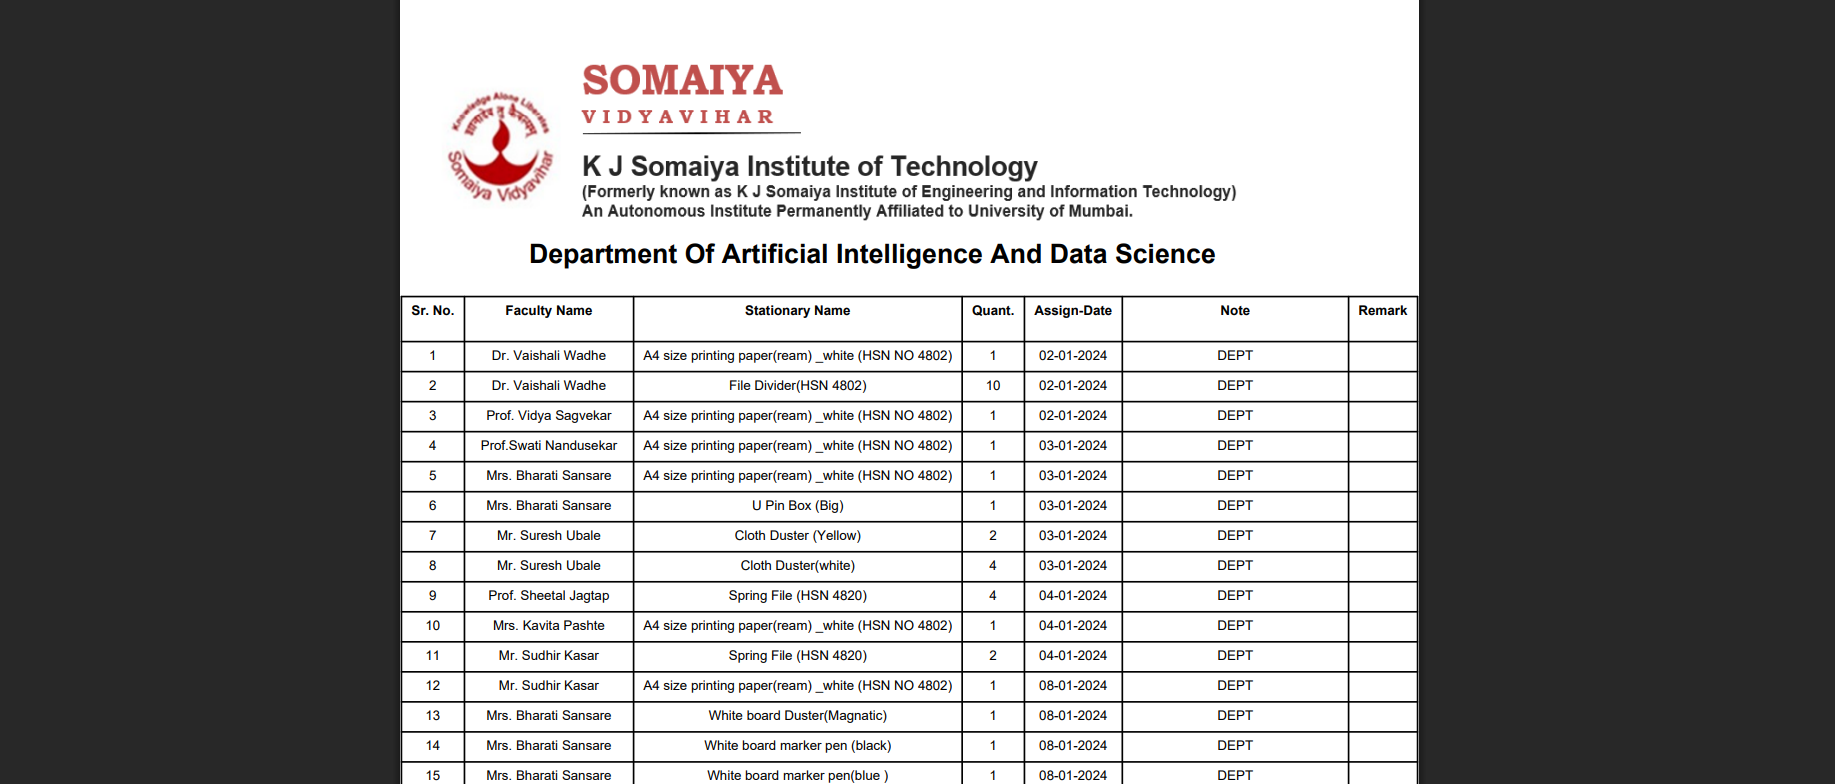 Knowledge Alone Liberates
Somaiya Vidyavihar
SOMAIYA
VIDYAVIHAR
K J Somaiya Institute of Technology
(Formerly known as K J Somaiya Institute of Engineering and Information Technology)
An Autonomous Institute Permanently Affiliated to University of Mumbai.
Department Of Artificial Intelligence And Data Science
Sr. No. Faculty Name Stationary Name Quant. Assign-Date Note Remark
1 Dr. Vaishali Wadhe A4 size printing paper(ream) _white (HSN NO 4802) 1 02-01-2024 DEPT
2 Dr. Vaishali Wadhe File Divider(HSN 4802) 10 02-01-2024 DEPT
3 Prof. Vidya Sagvekar A4 size printing paper(ream) _white (HSN NO 4802) 1 02-01-2024 DEPT
4 Prof.Swati Nandusekar A4 size printing paper(ream) _white (HSN NO 4802) 1 03-01-2024 DEPT
5 Mrs. Bharati Sansare A4 size printing paper(ream) _white (HSN NO 4802) 1 03-01-2024 DEPT
6 Mrs. Bharati Sansare U Pin Box (Big) 1 03-01-2024 DEPT
7 Mr. Suresh Ubale Cloth Duster (Yellow) 2 03-01-2024 DEPT
8 Mr. Suresh Ubale Cloth Duster(white) 4 03-01-2024 DEPT
9 Prof. Sheetal Jagtap Spring File (HSN 4820) 4 04-01-2024 DEPT
10 Mrs. Kavita Pashte A4 size printing paper(ream) _white (HSN NO 4802) 1 04-01-2024 DEPT
11 Mr. Sudhir Kasar Spring File (HSN 4820) 2 04-01-2024 DEPT
12 Mr. Sudhir Kasar A4 size printing paper(ream) _white (HSN NO 4802) 1 08-01-2024 DEPT
13 Mrs. Bharati Sansare White board Duster(Magnatic) 1 08-01-2024 DEPT
14 Mrs. Bharati Sansare White board marker pen (black) 1 08-01-2024 DEPT
15 Mrs. Bharati Sansare White board marker pen(blue ) 1 08-01-2024 DEPT